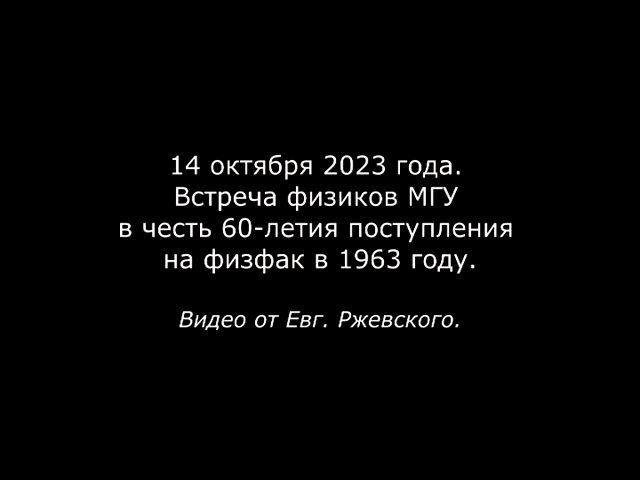 14 октября 2023 года.
Встреча физиков МГУ
в честь 60-летия поступления
на физфак в 1963 году.
Видео от Евг. Ржевского.